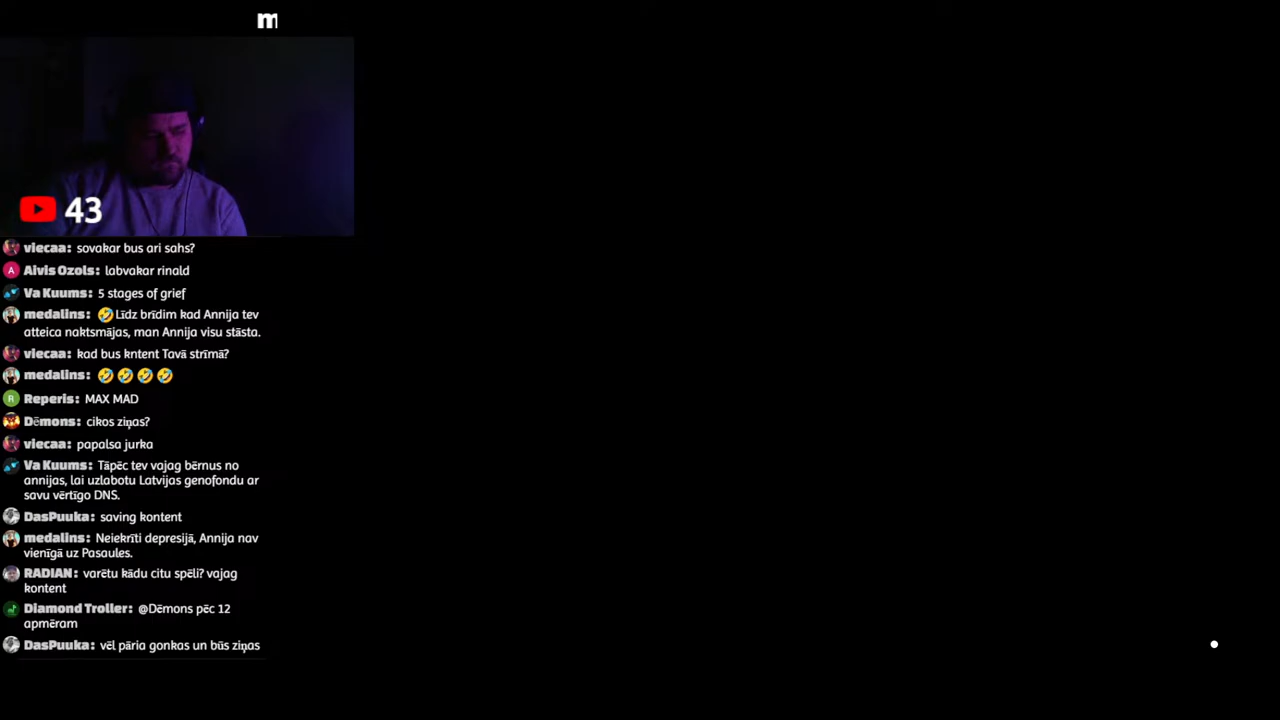 m
43
viecaa: sovakar bus ari sahs?
Aivis Ozols: labvakar rinald
Va Kuums: 5 stages of grief
medalins: 🤣Līdz brīdim kad Annija tev
atteica naktsmājas, man Annija visu stāsta.
viecaa: kad bus kntent Tavā strīmā?
medalins: 🤣 🤣 🤣 🤣
R Reperis: MAX MAD
Dēmons: cikos ziņas?
viecaa: papalsa jurka
Va Kuums: Tāpēc tev vajag bērnus no
annijas, lai uzlabotu Latvijas genofondu ar
savu vērtīgo DNS.
DasPuuka: saving kontent
medalins: Neiekrīti depresijā, Annija nav
vienīgā uz Pasaules.
RADIAN: varētu kādu citu spēli? vajag
kontent
Diamond Troller: @Dēmons pēc 12
apmēram
DasPuuka: vēl pāria gonkas un būs ziņas